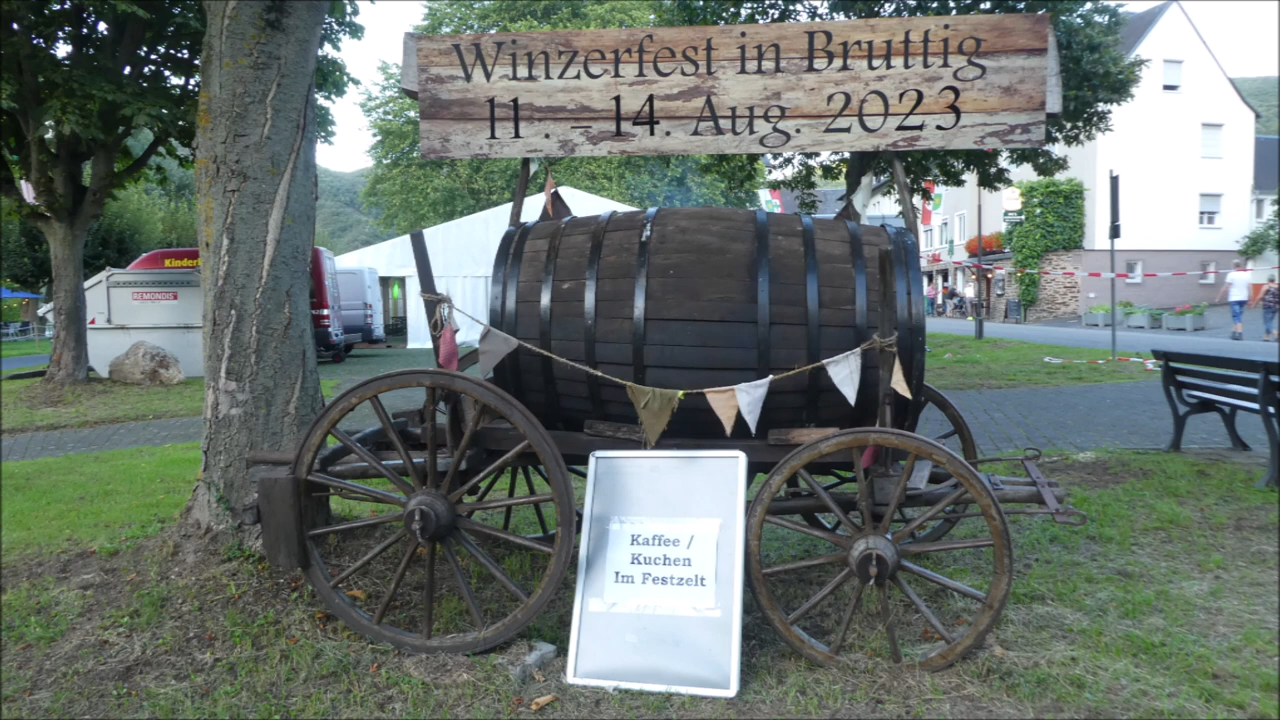 Winzerfest in Bruttig
11. - 14. Aug. 2023
Kinder
REMONDIS
Kaffee /
Kuchen
Im Festzelt